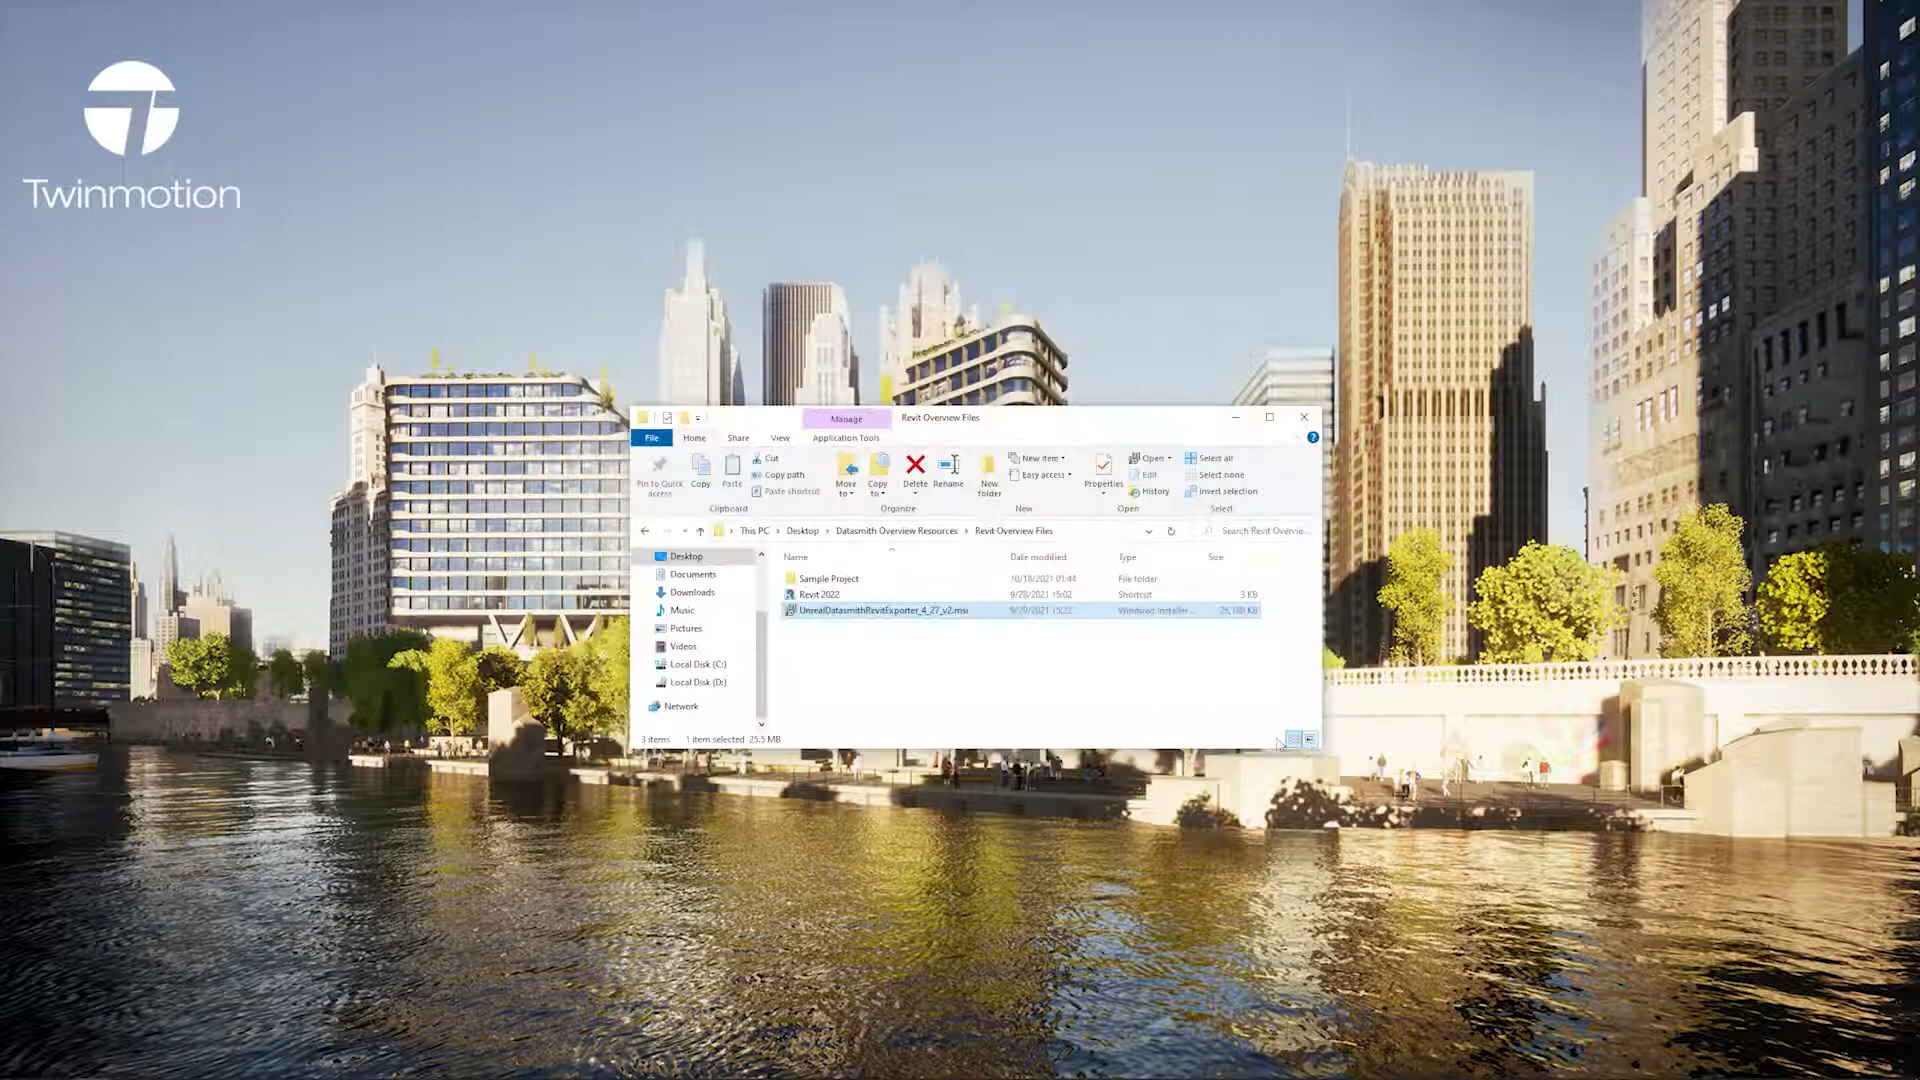 Twinmotion
Manage
Revit Overview Files
File
Home
Share
View
Application Tools
Pin to Quick access
Copy
Paste
Cut
Copy path
Paste shortcut
Clipboard
Move to
Copy to
Delete
Rename
Organize
New folder
New item
Easy access
New
Properties
Open
Edit
History
Open
Select all
Select none
Invert selection
Select
This PC > Desktop > Datasmith Overview Resources > Revit Overview Files
Search Revit Overvie...
Desktop
Documents
Downloads
Music
Pictures
Videos
Local Disk (C:)
Local Disk (D:)
Network
Name Date modified Type Size
Sample Project 10/18/2021 01:44 File folder
Revit 2022 9/28/2021 15:02 Shortcut 3 KB
UnrealDatasmithRevitExporter_4_27_v2.msi Windows Installer ...
3 items 1 item selected 25.5 MB